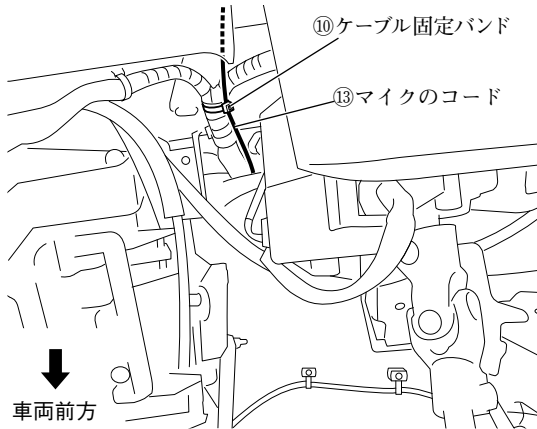 ⑩ケーブル固定バンド
⑬マイクのコード
車両前方